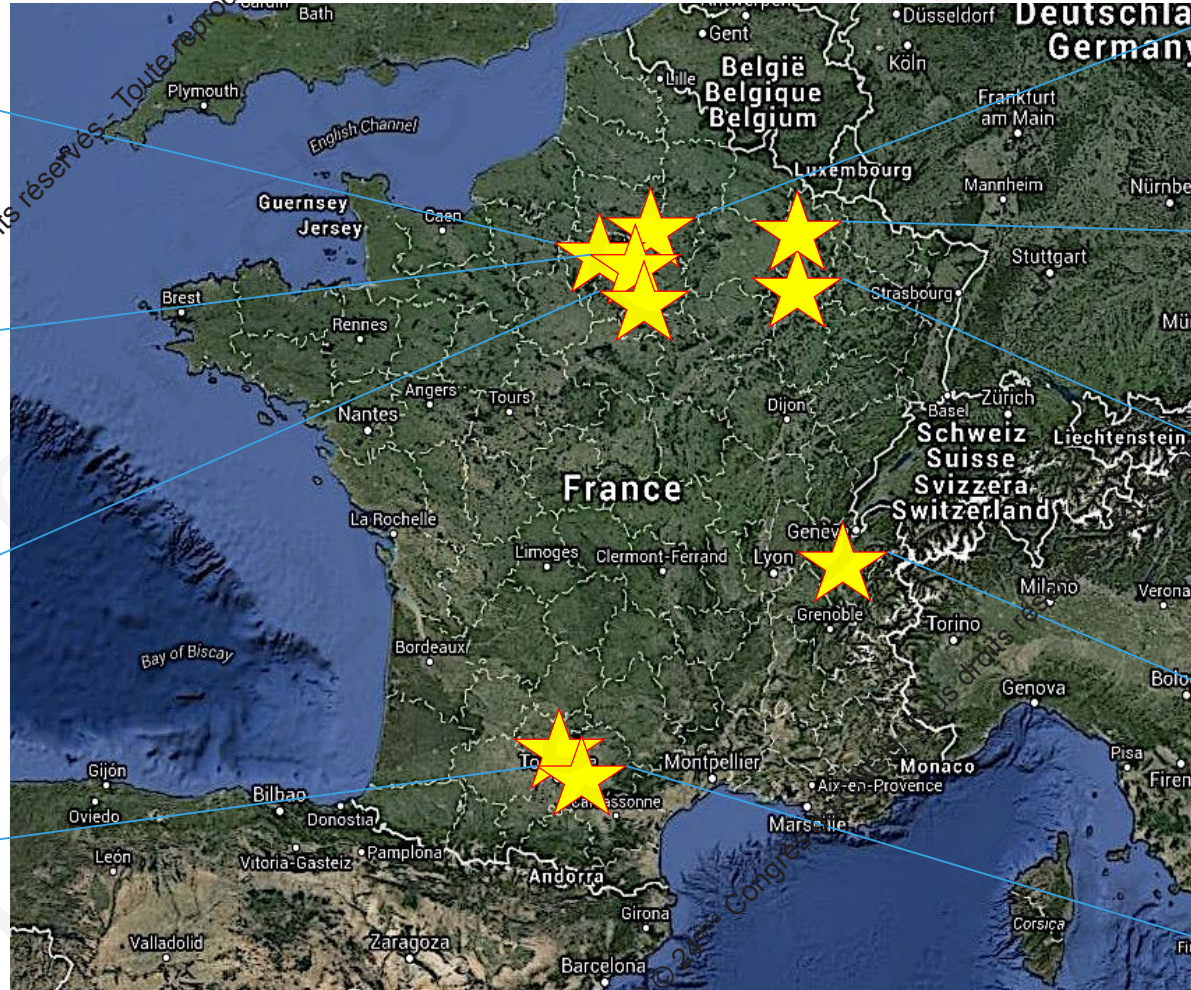 Bath
Gent
Düsseldorf
Deutschla
Germany
Köln
Lille
België
Belgique
Belgium
Plymouth
Frankfurt
am Main
English Channel
Luxembourg
Mannheim
Guernsey
Jersey
Caen
Stuttgart
Brest
Strasbourg
Rennes
Angers
Tours
Nantes
Dijon
Basel
Zürich
Schweiz
Suisse
Svizzera
Switzerland
Liechtenstein
France
La Rochelle
Genève
Limoges
Clermont-Ferrand
Lyon
Milano
Verona
Grenoble
Torino
Bordeaux
Bay of Biscay
Genova
Montpellier
Monaco
Pisa
Gijón
Aix-en-Provence
Bilbao
Oviedo
Donostia
Marseille
León
Vitoria-Gasteiz
Pamplona
Andorra
Girona
Corsica
Valladolid
Zaragoza
Barcelona